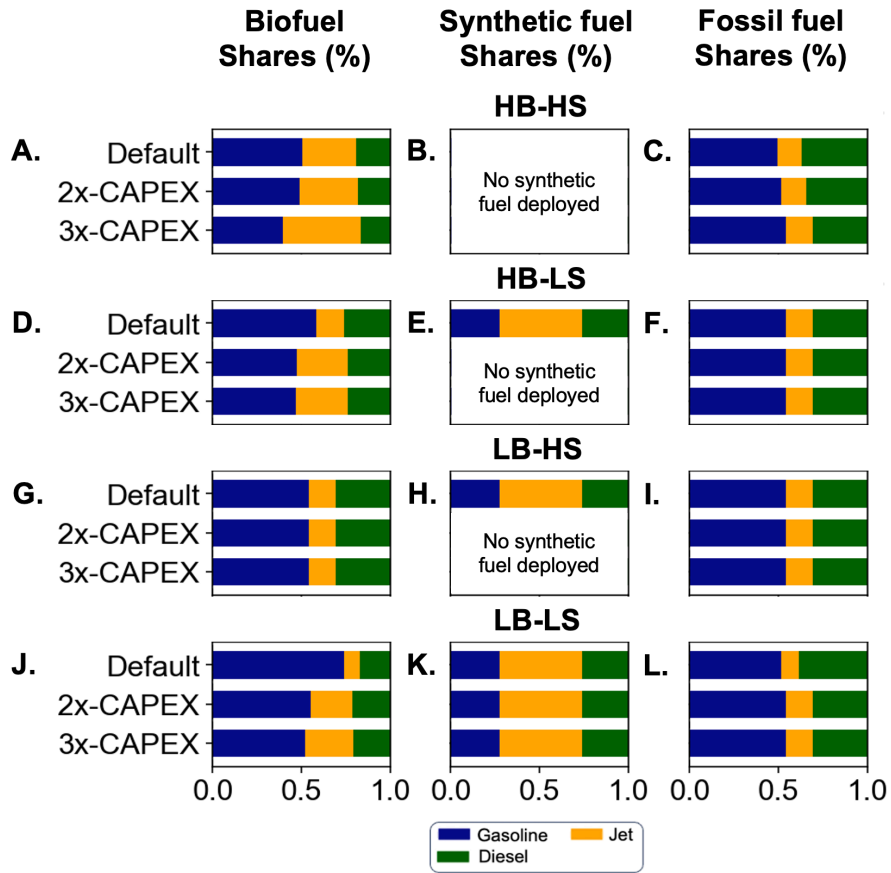 Biofuel
Shares (%)
Synthetic fuel
Shares (%)
Fossil fuel
Shares (%)
HB-HS
A.
Default
2x-CAPEX
3x-CAPEX
B.
No synthetic
fuel deployed
C.
HB-LS
D.
Default
2x-CAPEX
3x-CAPEX
E.
No synthetic
fuel deployed
F.
LB-HS
G.
Default
2x-CAPEX
3x-CAPEX
H.
No synthetic
fuel deployed
I.
LB-LS
J.
Default
2x-CAPEX
3x-CAPEX
K.
L.
0.0 0.5 1.0
0.0 0.5 1.0
0.0 0.5 1.0
Gasoline Jet
Diesel